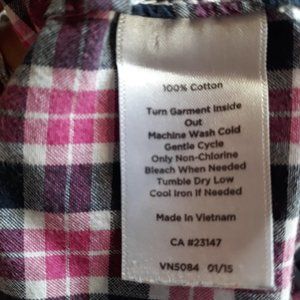 100% Cotton
Turn Garment Inside
Out
Machine Wash Cold
Gentle Cycle
Only Non-Chlorine
Bleach When Needed
Tumble Dry Low
Cool Iron If Needed
Made in Vietnam
CA #23147
VN5084 01/15